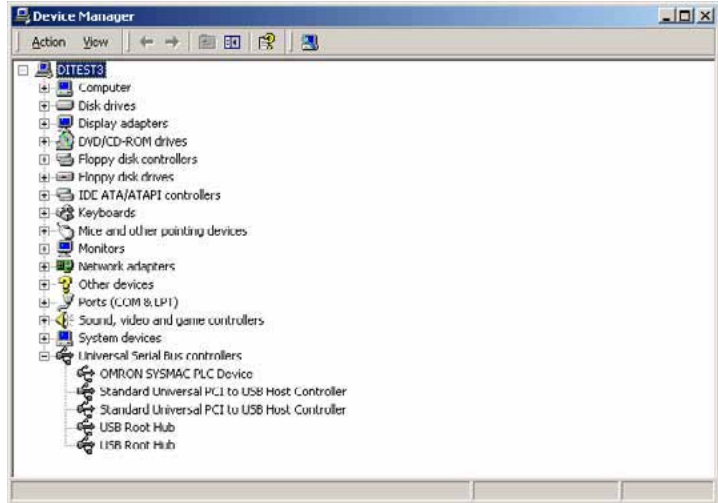 Device Manager
Action View
DITEST3
Computer
Disk drives
Display adapters
DVD/CD-ROM drives
Floppy disk controllers
Floppy disk drives
IDE ATA/ATAPI controllers
Keyboards
Mice and other pointing devices
Monitors
Network adapters
Other devices
Ports (COM & LPT)
Sound, video and game controllers
System devices
Universal Serial Bus controllers
OMRON SYSMAC PLC Device
Standard Universal PCI to USB Host Controller
Standard Universal PCI to USB Host Controller
USB Root Hub
USB Root Hub